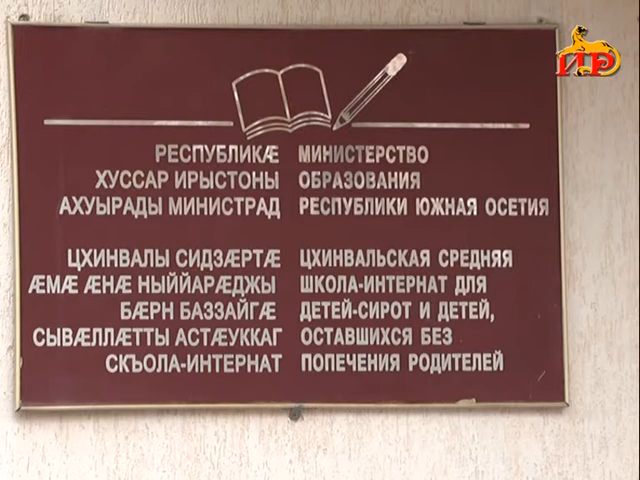 ИР
РЕСПУБЛИКÆ
ХУССАР ИРЫСТОНЫ
АХУЫРАДЫ МИНИСТРАД
ЦХИНВАЛЫ СИДЗÆРТÆ
ÆМÆ ÆНÆ НЫЙЙАРÆДЖЫ
БÆРН БАЗЗАЙГÆ
СЫВÆЛЛÆТТЫ АСТÆУККАГ
СКЪОЛА-ИНТЕРНАТ
МИНИСТЕРСТВО
ОБРАЗОВАНИЯ
РЕСПУБЛИКИ ЮЖНАЯ ОСЕТИЯ
ЦХИНВАЛЬСКАЯ СРЕДНЯЯ
ШКОЛА-ИНТЕРНАТ ДЛЯ
ДЕТЕЙ-СИРОТ И ДЕТЕЙ,
ОСТАВШИХСЯ БЕЗ
ПОПЕЧЕНИЯ РОДИТЕЛЕЙ